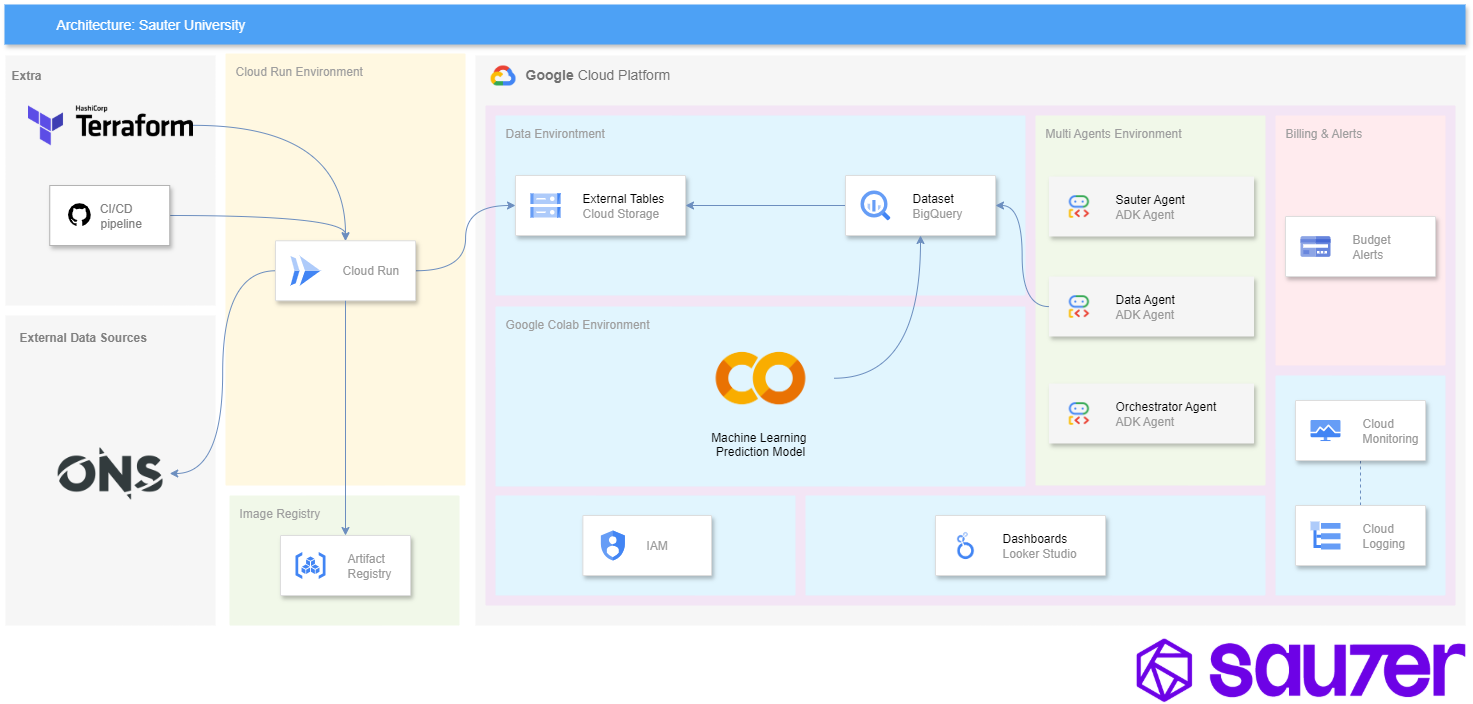 Architecture: Sauter University
Extra
HashiCorp
Terraform
CI/CD
pipeline
External Data Sources
ONS
Cloud Run Environment
Cloud Run
Image Registry
Artifact
Registry
Google Cloud Platform
Data Environtment
External Tables
Cloud Storage
Dataset
BigQuery
Google Colab Environment
Machine Learning
Prediction Model
Multi Agents Environment
Sauter Agent
ADK Agent
Data Agent
ADK Agent
Orchestrator Agent
ADK Agent
Billing & Alerts
Budget
Alerts
Cloud
Monitoring
Cloud
Logging
IAM
Dashboards
Looker Studio
sauter